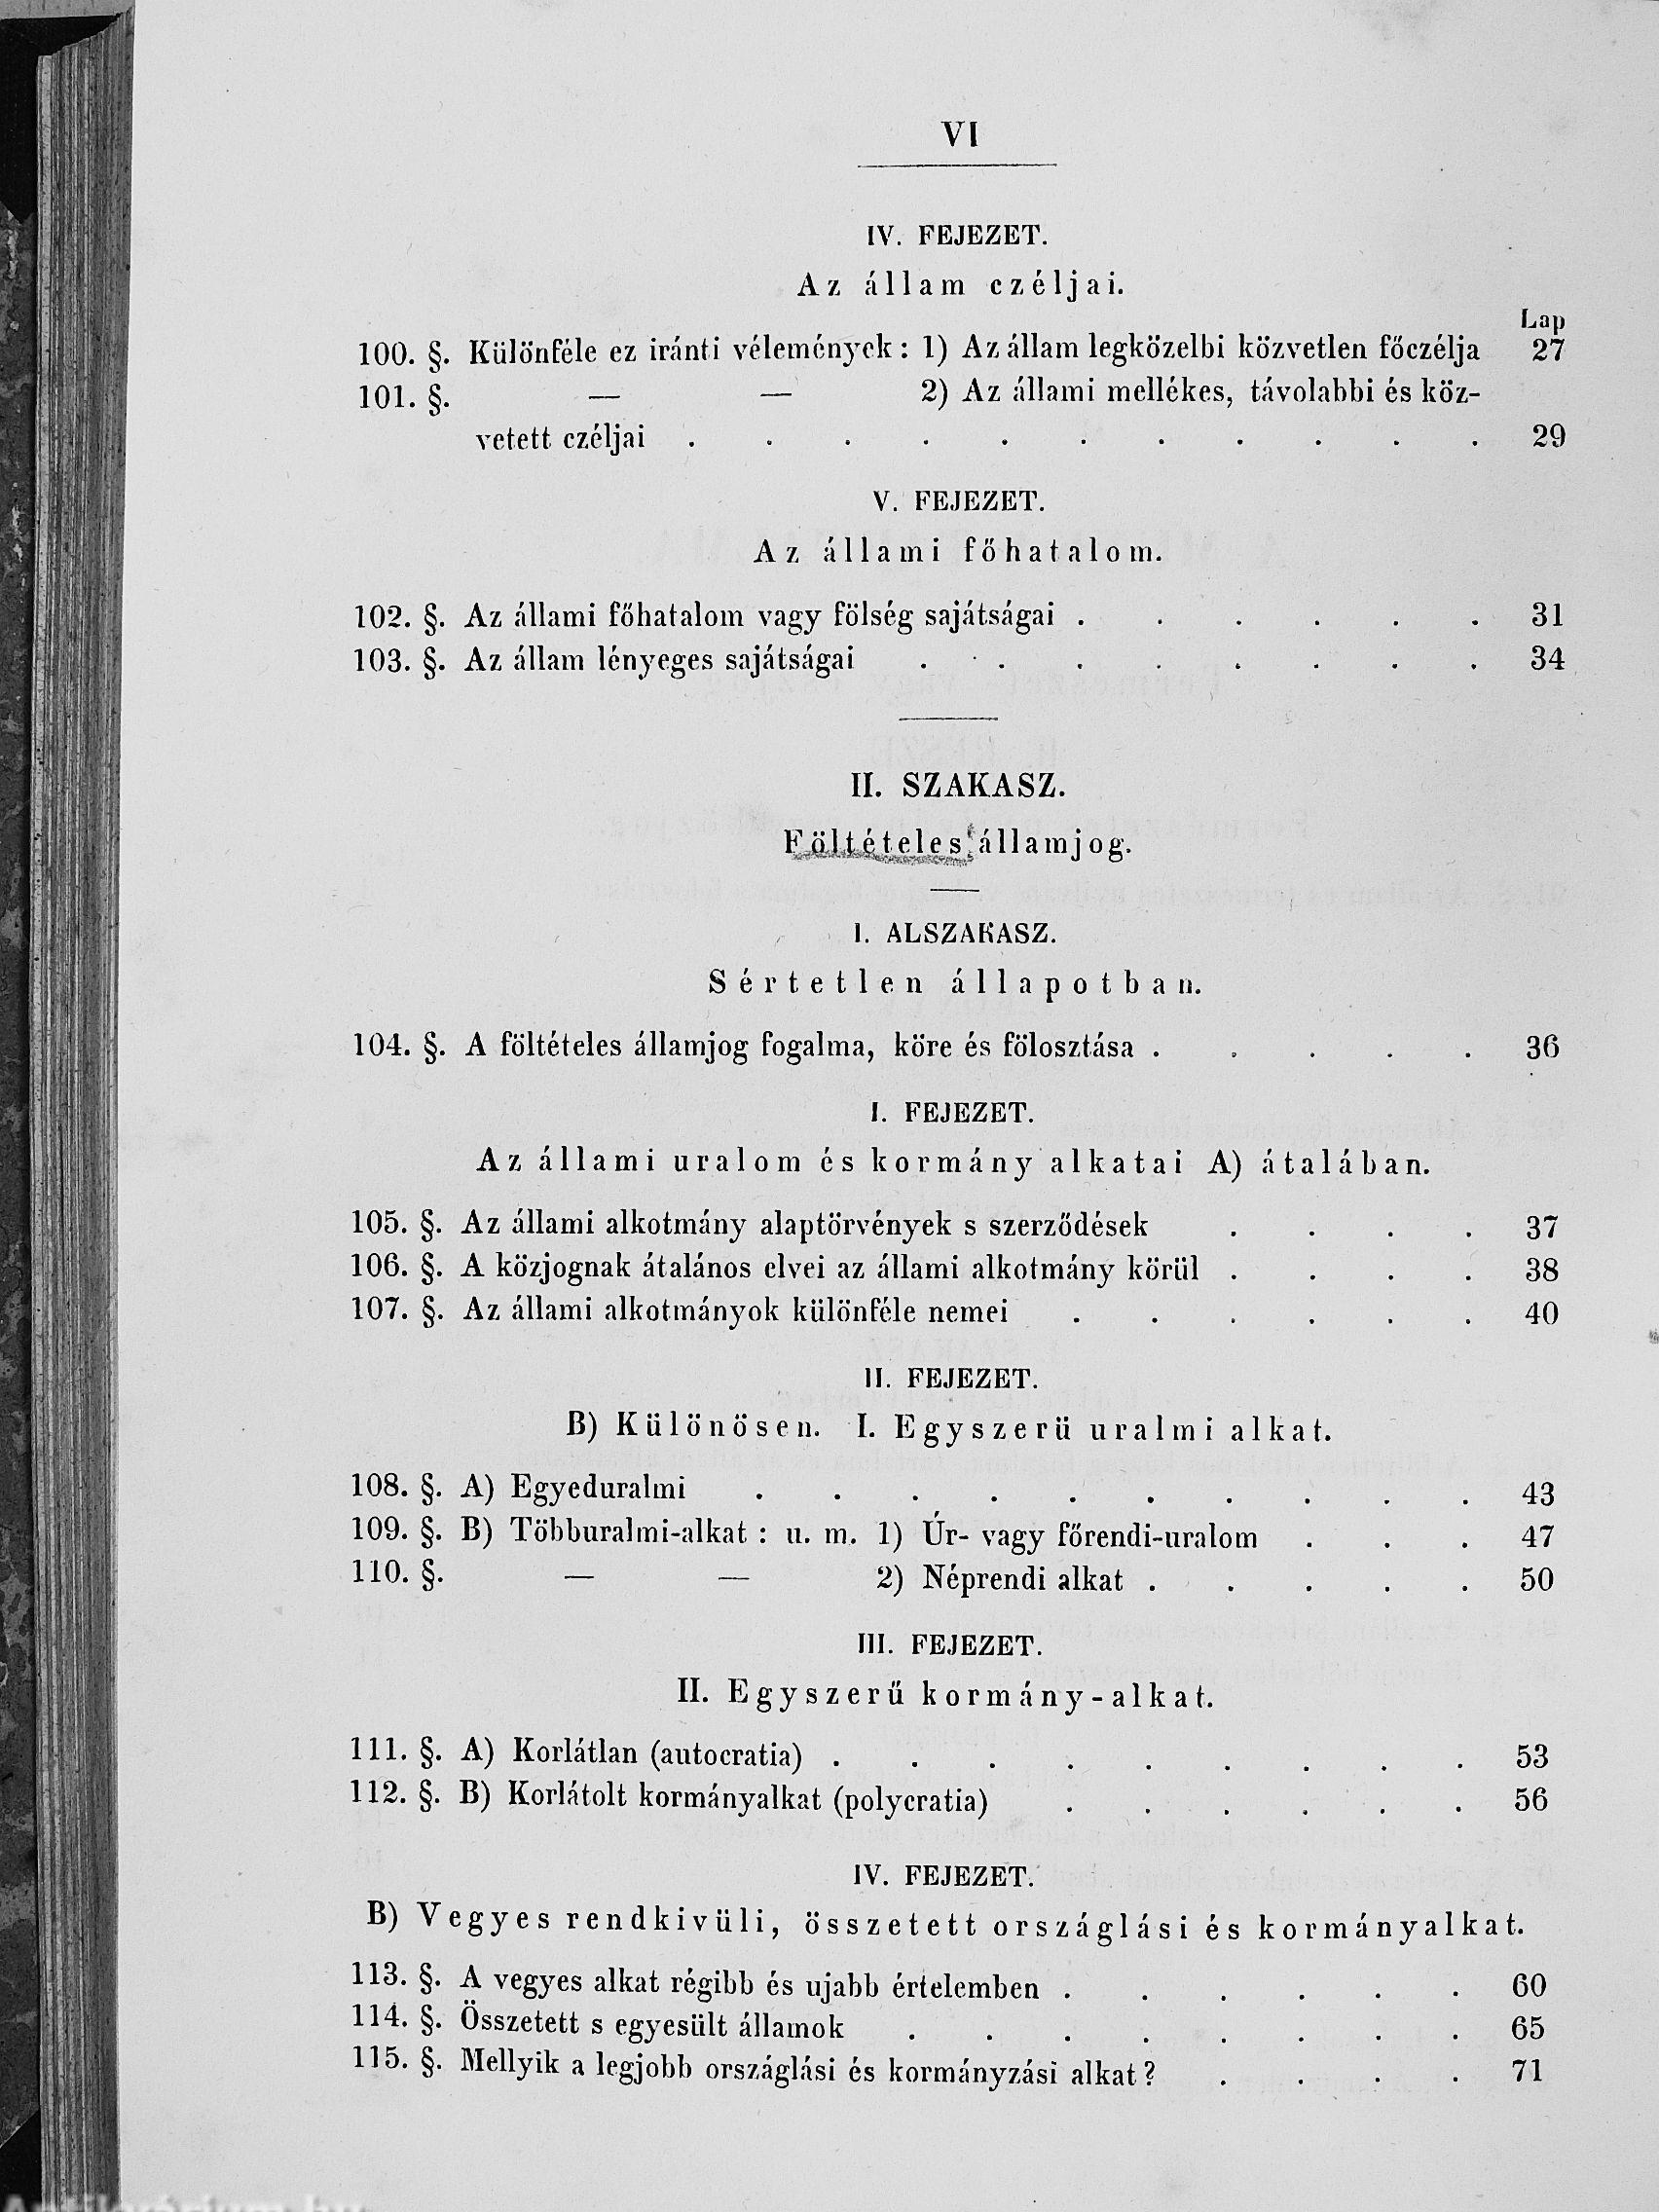 VI
IV. FEJEZET.
Az állam czéljai.
Lap
100. §. Különféle ez iránti vélemények: 1) Az állam legközelbi közvetlen főczélja 27
101. §. — — 2) Az állami mellékes, távolabbi és köz-
vetett czéljai . . . . . . . . . . . 29
V. FEJEZET.
Az állami főhatalom.
102. §. Az állami főhatalom vagy fölség sajátságai . . . . . . 31
103. §. Az állam lényeges sajátságai . . . . . . . . 34
II. SZAKASZ.
Föltételes államjog.
I. ALSZAKASZ.
Sértetlen állapotban.
104. §. A föltételes államjog fogalma, köre és fölosztása . . . . . 36
I. FEJEZET.
Az állami uralom és kormány alkatai A) átalában.
105. §. Az állami alkotmány alaptörvények s szerződések . . . . 37
106. §. A közjognak átalános elvei az állami alkotmány körül . . . . 38
107. §. Az állami alkotmányok különféle nemei . . . . . . 40
II. FEJEZET.
B) Különösen. I. Egyszerü uralmi alkat.
108. §. A) Egyeduralmi . . . . . . . . . . 43
109. §. B) Többuralmi-alkat : u. m. 1) Úr- vagy főrendi-uralom . . . 47
110. §. — — 2) Néprendi alkat . . . . . 50
III. FEJEZET.
II. Egyszerű kormány-alkat.
111. §. A) Korlátlan (autocratia) . . . . . . . . . 53
112. §. B) Korlátolt kormányalkat (polycratia) . . . . . . 56
IV. FEJEZET.
B) Vegyes rendkivüli, összetett országlási és kormányalkat.
113. §. A vegyes alkat régibb és ujabb értelemben . . . . . . 60
114. §. Összetett s egyesült államok . . . . . . . . 65
115. §. Mellyik a legjobb országlási és kormányzási alkat? . . . . 71